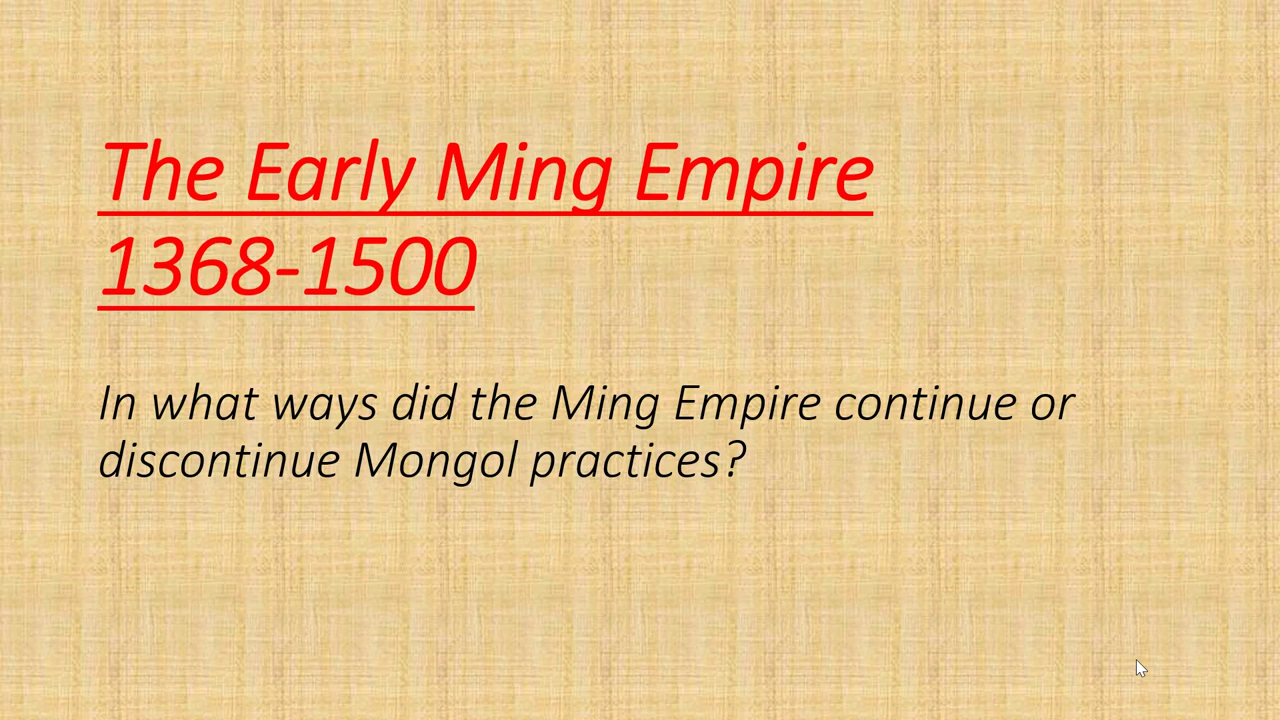 The Early Ming Empire
1368-1500
In what ways did the Ming Empire continue or
discontinue Mongol practices?